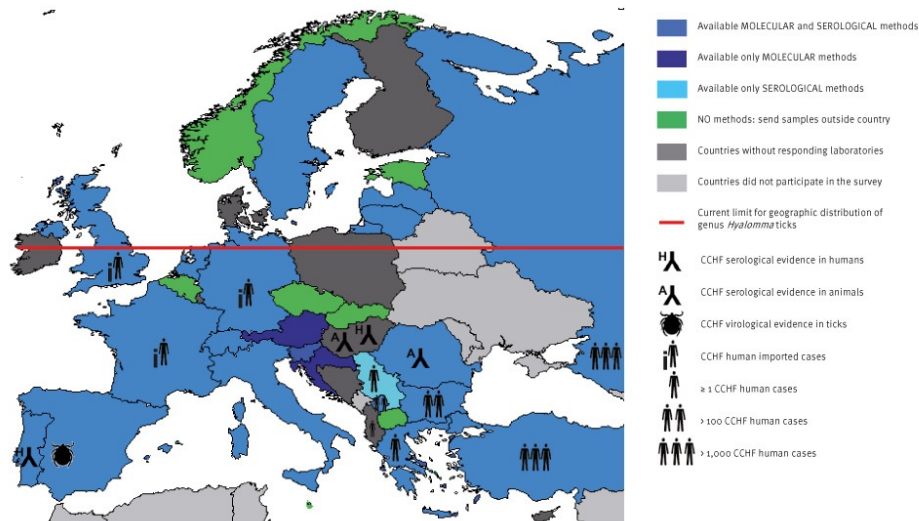 Available MOLECULAR and SEROLOGICAL methods
Available only MOLECULAR methods
Available only SEROLOGICAL methods
NO methods: send samples outside country
Countries without responding laboratories
Countries did not participate in the survey
Current limit for geographic distribution of
genus Hyalomma ticks
H CCHF serological evidence in humans
A CCHF serological evidence in animals
CCHF virological evidence in ticks
i CCHF human imported cases
≥ 1 CCHF human cases
> 100 CCHF human cases
> 1,000 CCHF human cases
i
i
i
A H
A
H